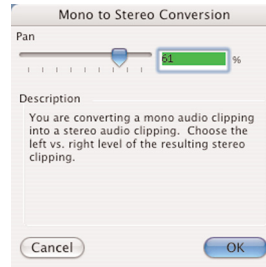 Mono to Stereo Conversion
Pan
61 %
Description
You are converting a mono audio clipping
into a stereo audio clipping. Choose the
left vs. right level of the resulting stereo
clipping.
Cancel OK